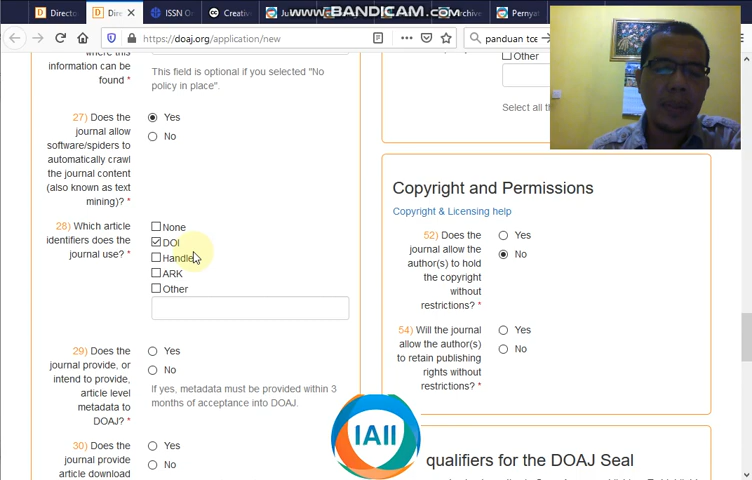 www.BANDICAM.com
Directo
Dire
ISSN On
Creative
Ju
rchive
Pernyat
https://doaj.org/application/new
panduan tce
where this
information can be
found *
This field is optional if you selected "No
policy in place".
27) Does the
journal allow
software/spiders to
automatically crawl
the journal content
(also known as text
mining)? *
Yes
No
28) Which article
identifiers does the
journal use? *
None
DOI
Handle
ARK
Other
29) Does the
journal provide, or
intend to provide,
article level
metadata to
DOAJ? *
Yes
No
If yes, metadata must be provided within 3
months of acceptance into DOAJ.
30) Does the
journal provide
article download
Yes
No
Other
Select all th
Copyright and Permissions
Copyright & Licensing help
52) Does the
journal allow the
author(s) to hold
the copyright
without
restrictions? *
Yes
No
54) Will the journal
allow the author(s)
to retain publishing
rights without
restrictions? *
Yes
No
IAII
qualifiers for the DOAJ Seal